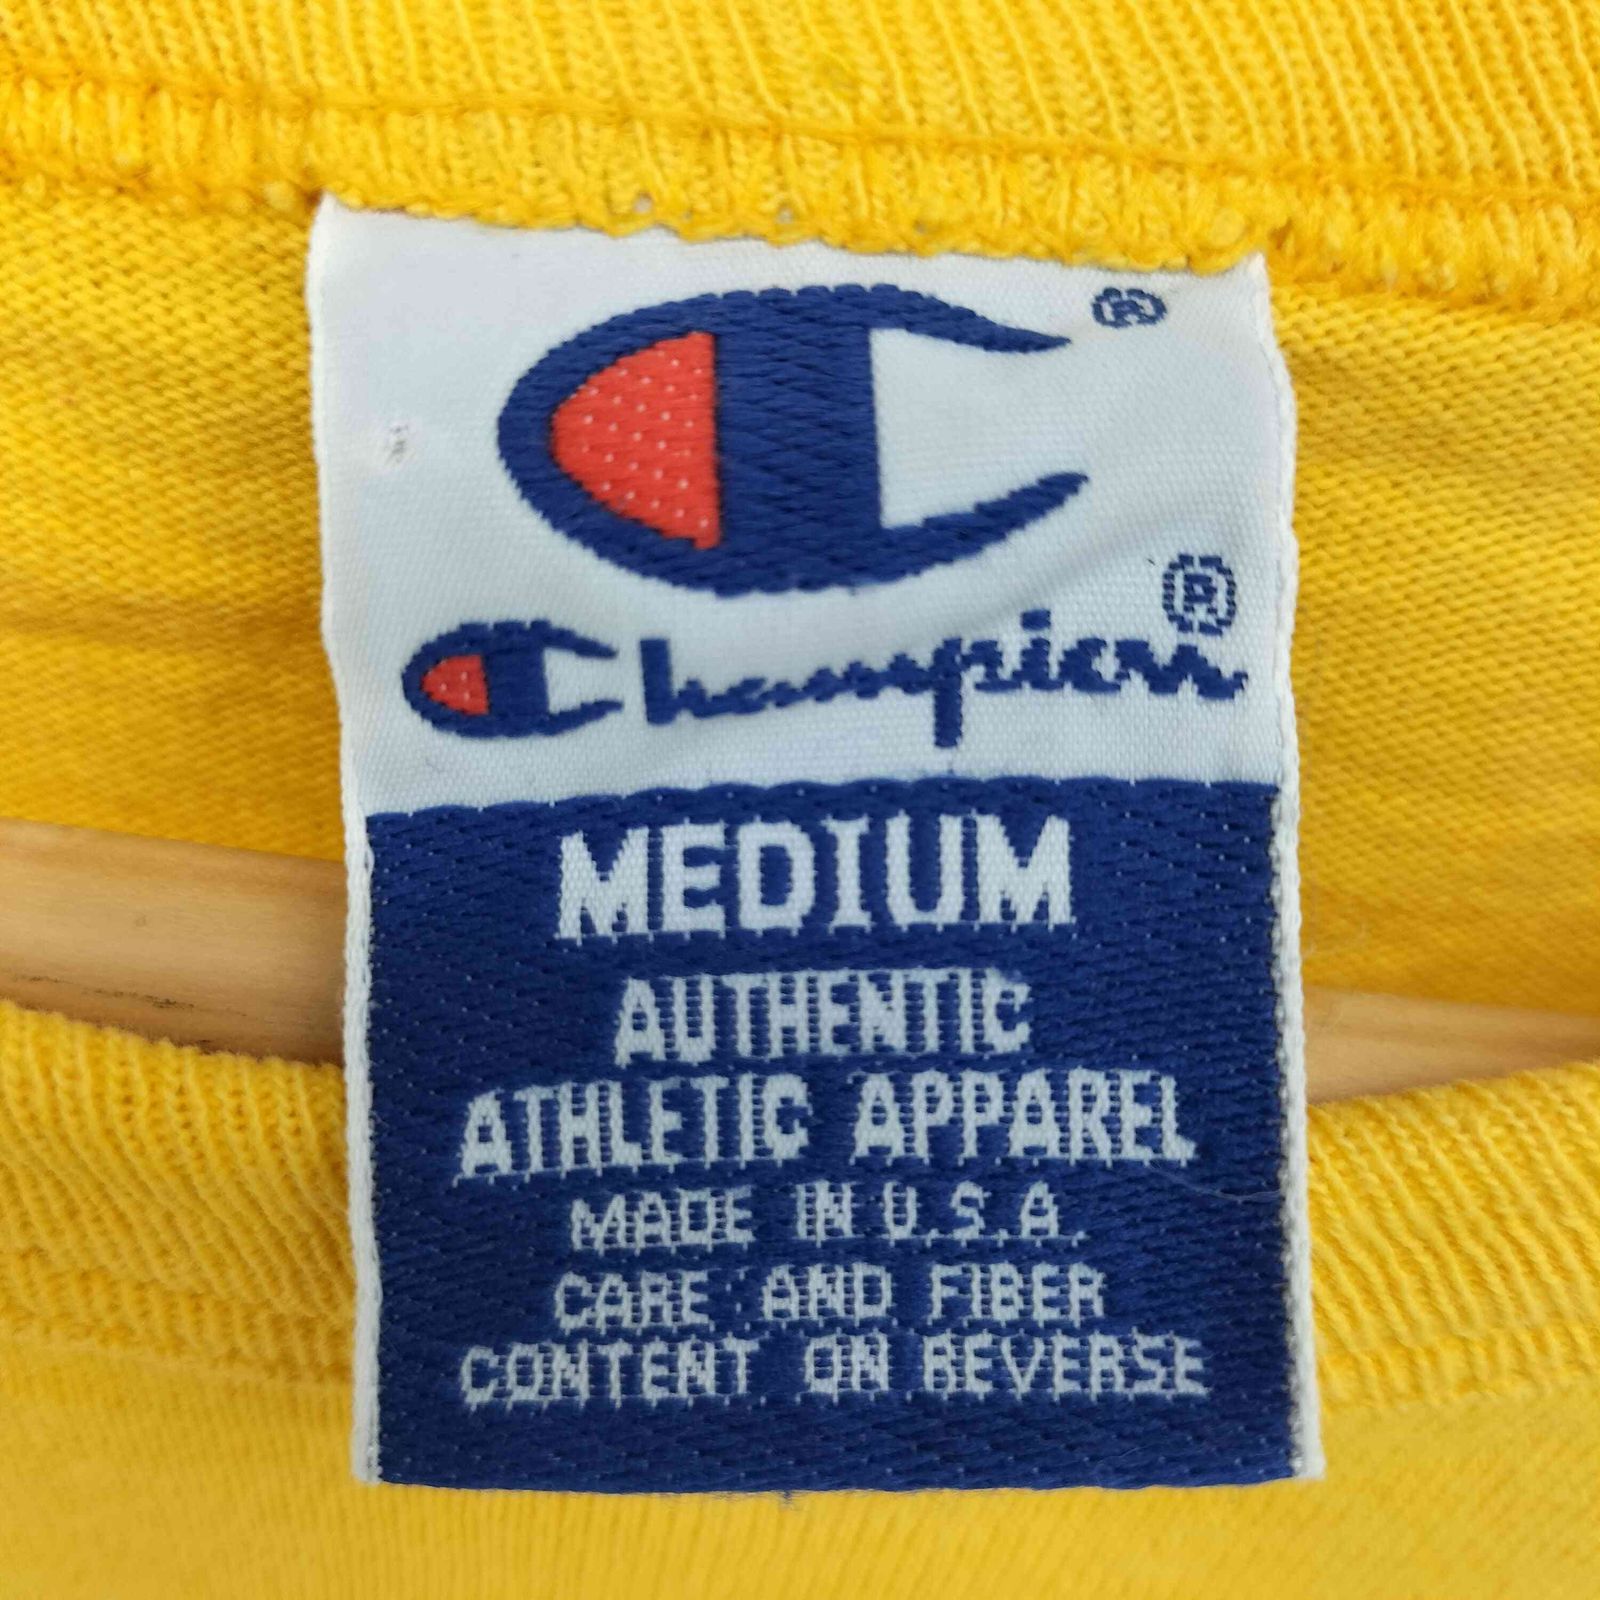 ®
Champion®
MEDIUM
AUTHENTIC
ATHLETIC APPAREL
MADE IN U.S.A.
CARE AND FIBER
CONTENT ON REVERSE